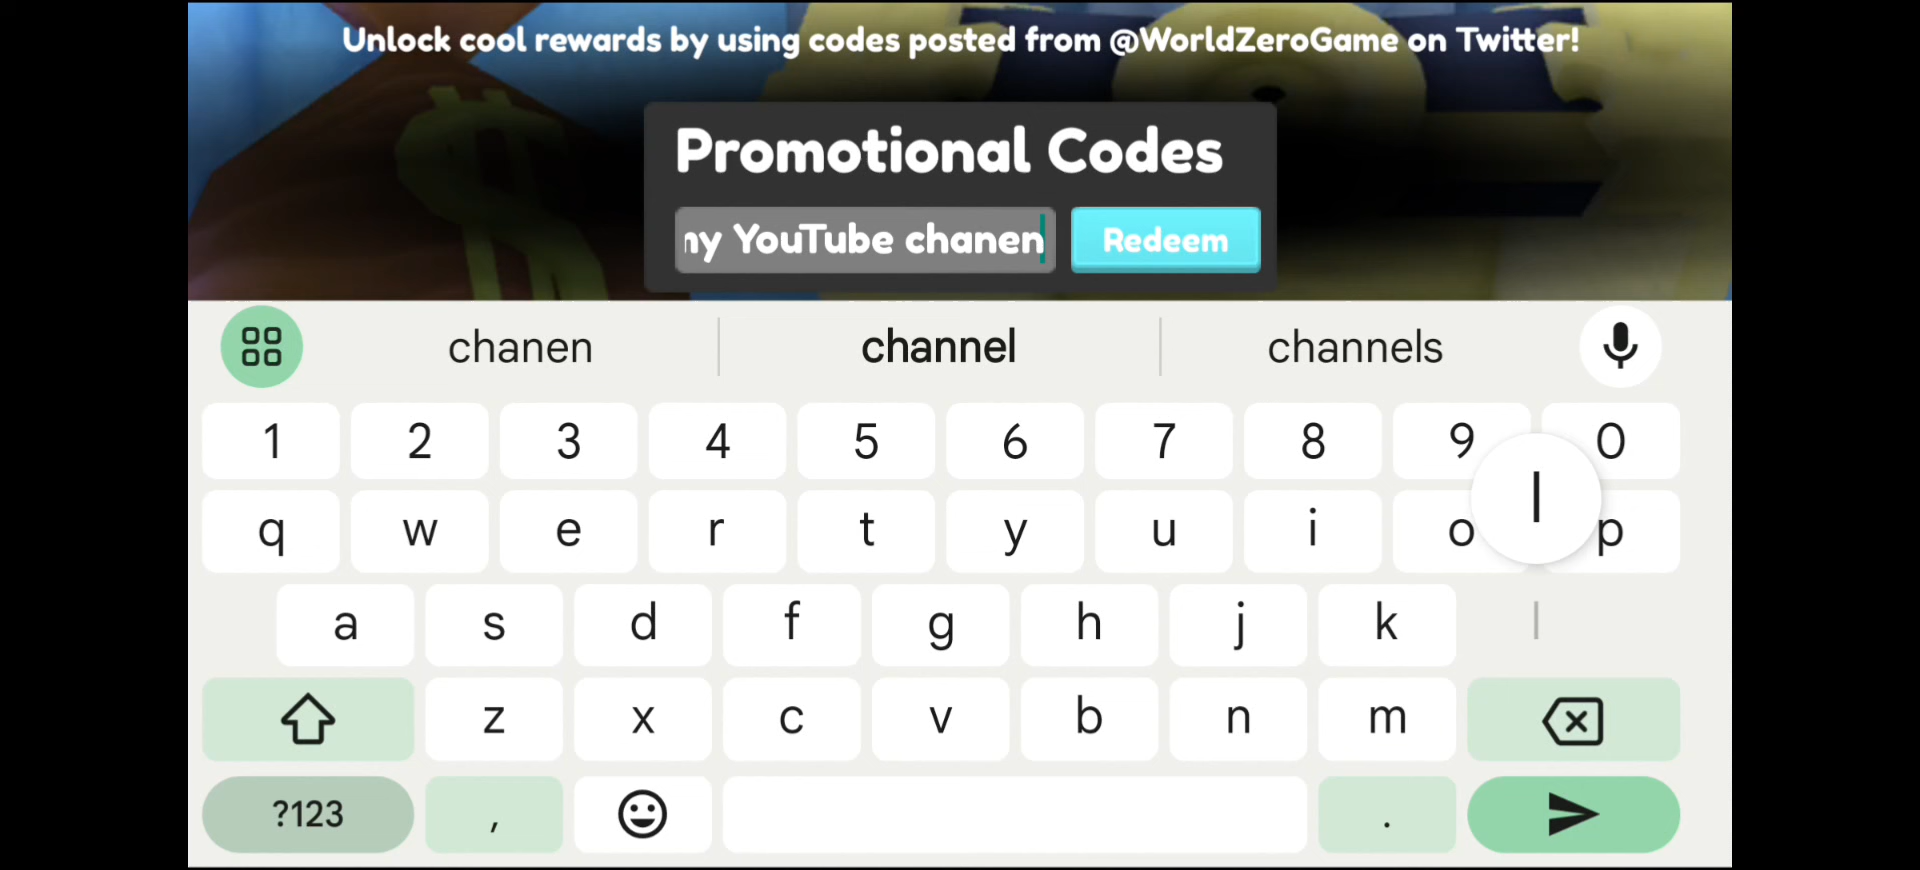 Unlock cool rewards by using codes posted from @WorldZeroGame on Twitter!
Promotional Codes
YouTube chanen Redeem
chanen channel channels
1 2 3 4 5 6 7 8 9 0
q w e r t y u i o p
l
a s d f g h j k l
z x c v b n m
?123 , .